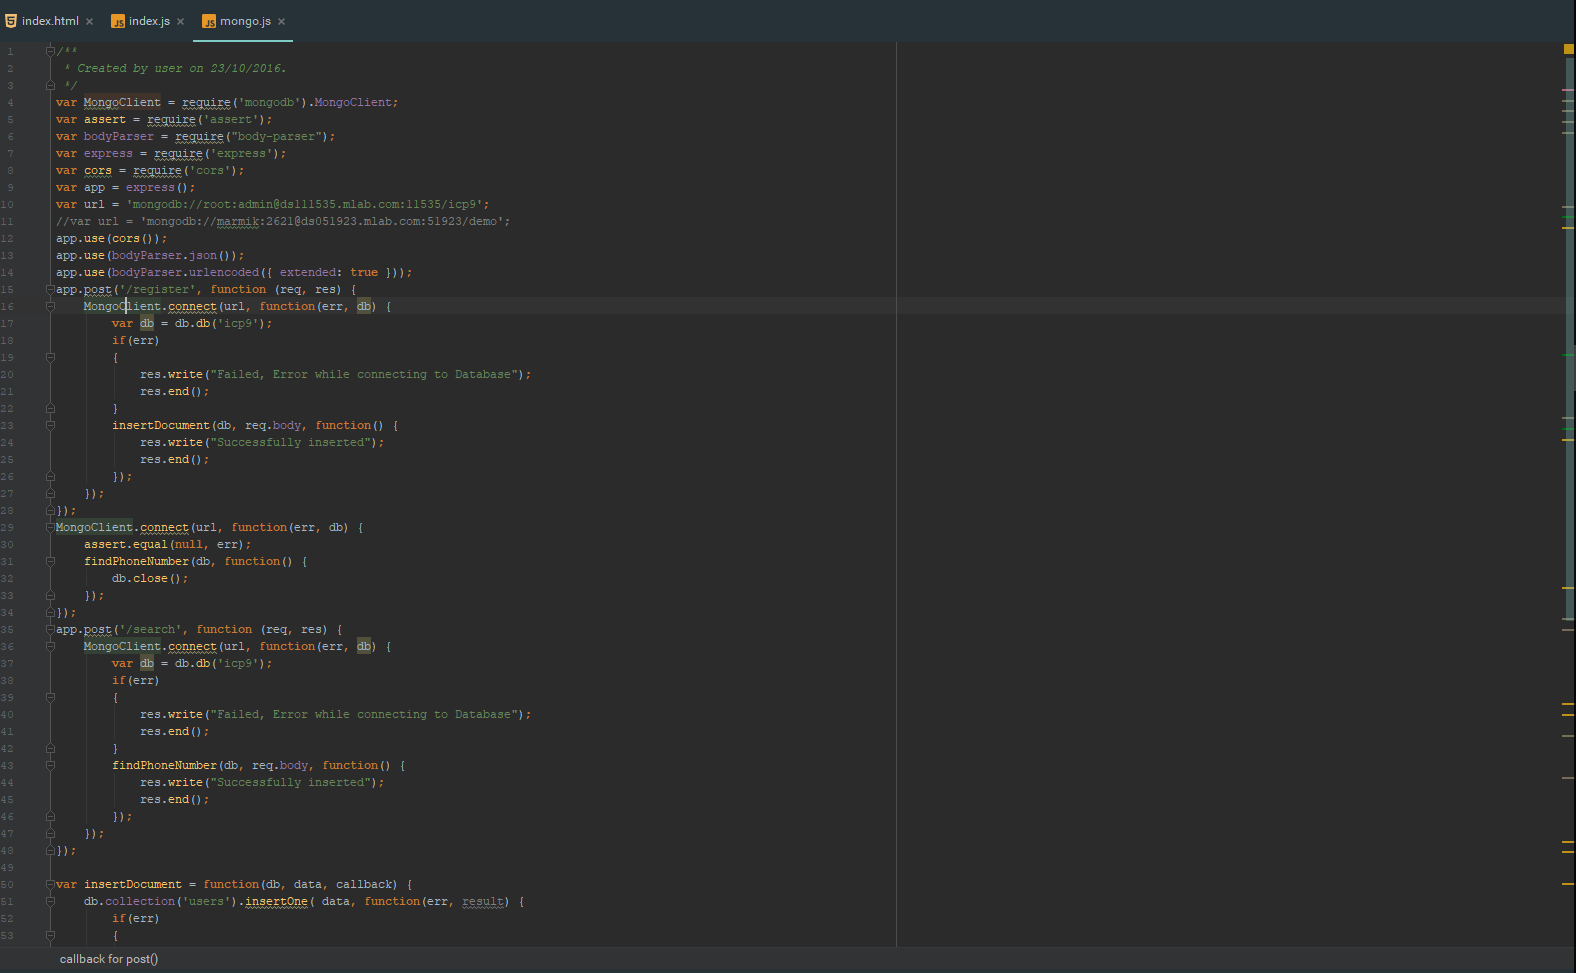 index.html × index.js × mongo.js ×
1 /**
2 * Created by user on 23/10/2016.
3 */
4 var MongoClient = require('mongodb').MongoClient;
5 var assert = require('assert');
6 var bodyParser = require("body-parser");
7 var express = require('express');
8 var cors = require('cors');
9 var app = express();
10 var url = 'mongodb://root:admin@ds111535.mlab.com:11535/icp9';
11 //var url = 'mongodb://marmik:2621@ds051923.mlab.com:51923/demo';
12 app.use(cors());
13 app.use(bodyParser.json());
14 app.use(bodyParser.urlencoded({ extended: true }));
15 app.post('/register', function (req, res) {
16 MongoClient.connect(url, function(err, db) {
17 var db = db.db('icp9');
18 if(err)
19 {
20 res.write("Failed, Error while connecting to Database");
21 res.end();
22 }
23 insertDocument(db, req.body, function() {
24 res.write("Successfully inserted");
25 res.end();
26 });
27 });
28 });
29 MongoClient.connect(url, function(err, db) {
30 assert.equal(null, err);
31 findPhoneNumber(db, function() {
32 db.close();
33 });
34 });
35 app.post('/search', function (req, res) {
36 MongoClient.connect(url, function(err, db) {
37 var db = db.db('icp9');
38 if(err)
39 {
40 res.write("Failed, Error while connecting to Database");
41 res.end();
42 }
43 findPhoneNumber(db, req.body, function() {
44 res.write("Successfully inserted");
45 res.end();
46 });
47 });
48 });
49
50 var insertDocument = function(db, data, callback) {
51 db.collection('users').insertOne( data, function(err, result) {
52 if(err)
53 {
callback for post()